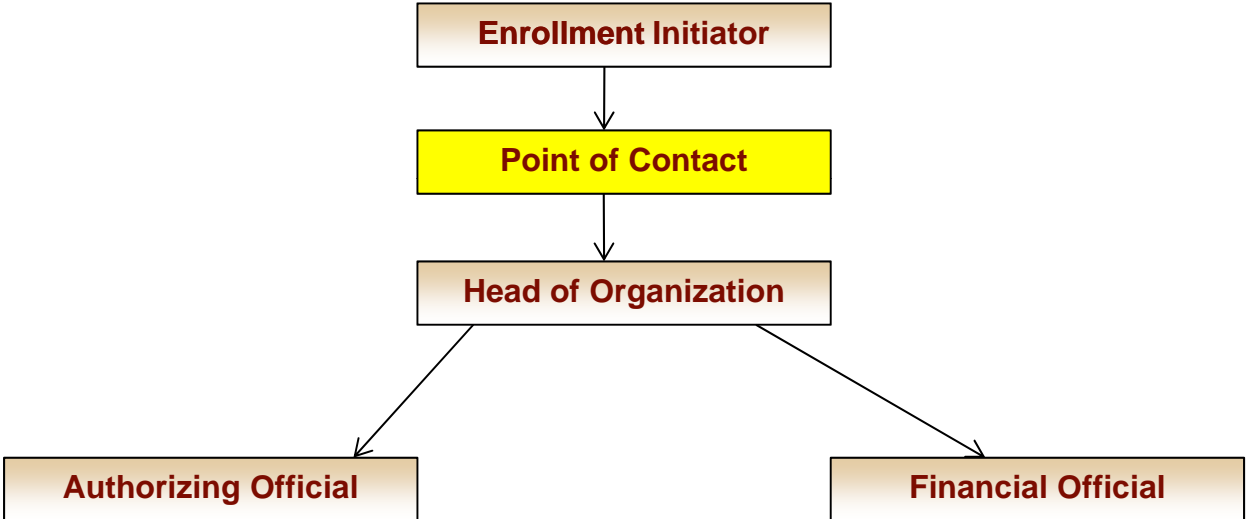 Enrollment Initiator
Point of Contact
Head of Organization
Authorizing Official
Financial Official